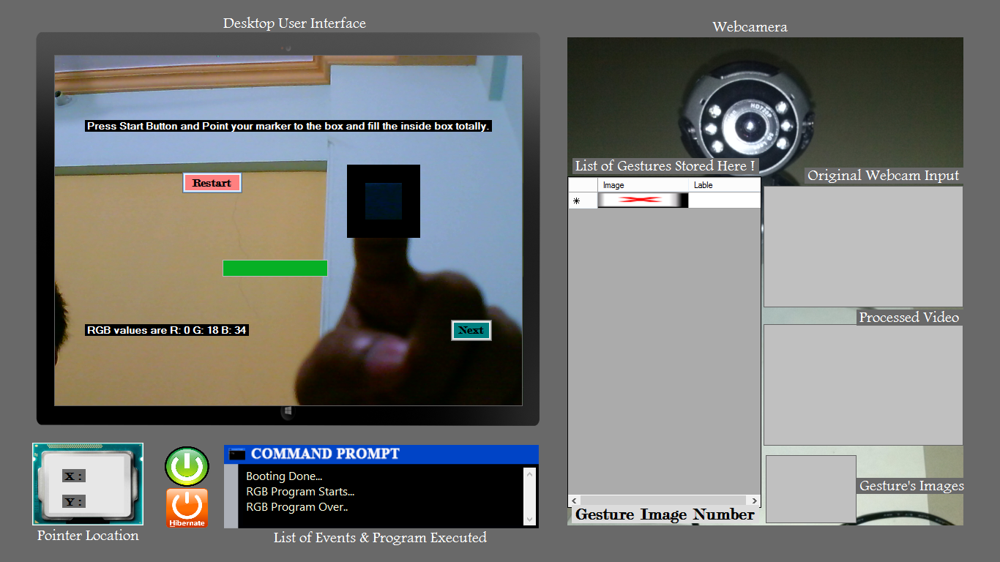 Desktop User Interface
Webcamera
Press Start Button and Point your marker to the box and fill the inside box totally.
Restart
RGB values are R: 0 G: 18 B: 34
Next
HD720P
List of Gestures Stored Here !
Original Webcam Input
Image Lable
Processed Video
Gesture's Images
Gesture Image Number
X :
Y :
Pointer Location
Hibernate
COMMAND PROMPT
Booting Done...
RGB Program Starts...
RGB Program Over..
List of Events & Program Executed